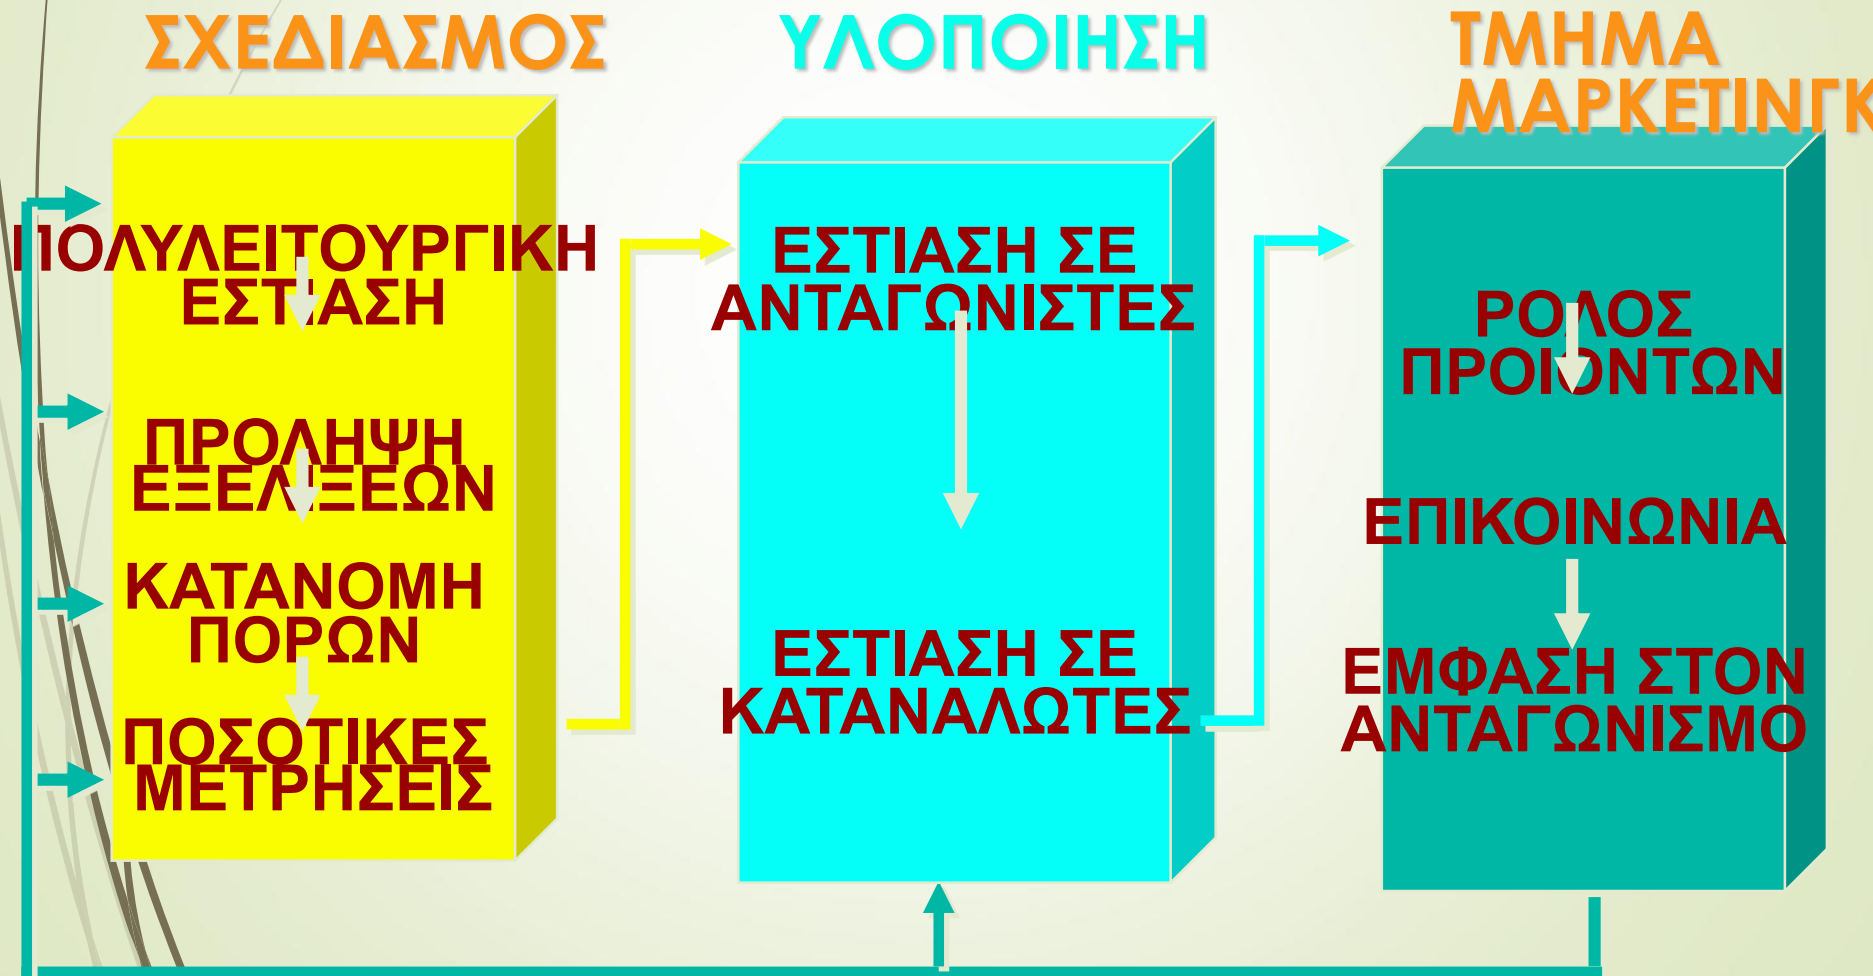 ΣΧΕΔΙΑΣΜΟΣ
ΠΟΛΥΛΕΙΤΟΥΡΓΙΚΗ
ΕΣΤΙΑΣΗ
ΠΡΟΛΗΨΗ
ΕΞΕΛΙΞΕΩΝ
ΚΑΤΑΝΟΜΗ
ΠΟΡΩΝ
ΠΟΣΟΤΙΚΕΣ
ΜΕΤΡΗΣΕΙΣ
ΥΛΟΠΟΙΗΣΗ
ΕΣΤΙΑΣΗ ΣΕ
ΑΝΤΑΓΩΝΙΣΤΕΣ
ΕΣΤΙΑΣΗ ΣΕ
ΚΑΤΑΝΑΛΩΤΕΣ
ΤΜΗΜΑ
ΜΑΡΚΕΤΙΝΓΚ
ΡΟΛΟΣ
ΠΡΟΙΟΝΤΩΝ
ΕΠΙΚΟΙΝΩΝΙΑ
ΕΜΦΑΣΗ ΣΤΟΝ
ΑΝΤΑΓΩΝΙΣΜΟ